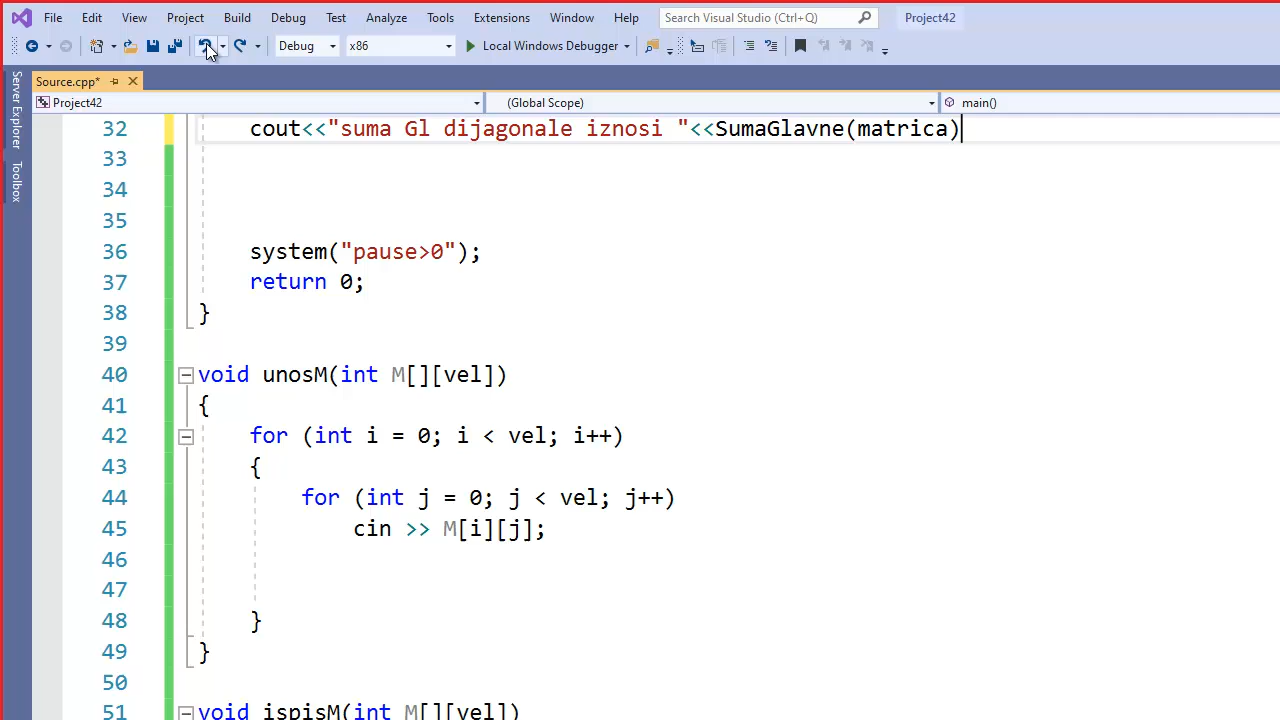 File Edit View Project Build Debug Test Analyze Tools Extensions Window Help Search Visual Studio (Ctrl+Q) Project42
Debug x86 Local Windows Debugger
Server Explorer
Toolbox
Source.cpp*
Project42 (Global Scope) main()
32 cout<<"suma Gl dijagonale iznosi "<<SumaGlavne(matrica)
33
34
35
36 system("pause>0");
37 return 0;
38 }
39
40 void unosM(int M[][vel])
41 {
42 for (int i = 0; i < vel; i++)
43 {
44 for (int j = 0; j < vel; j++)
45 cin >> M[i][j];
46
47
48 }
49 }
50
51 void ispisM(int M[][vel])